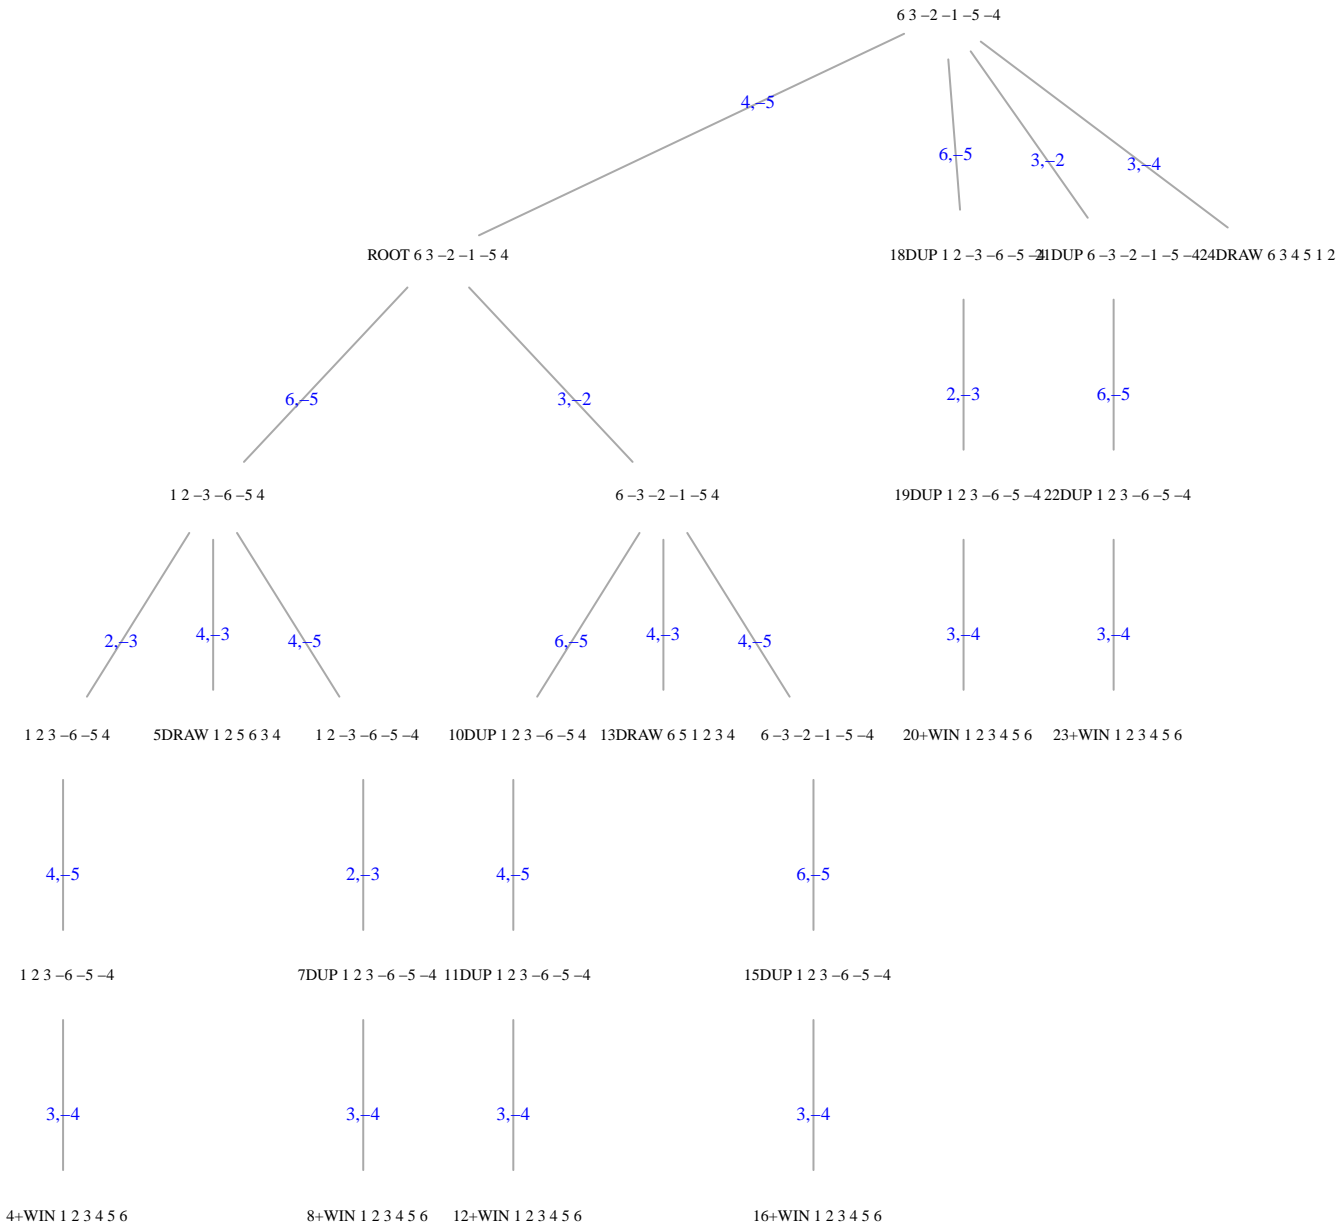 6 3 −2 −1 −5 −4
4,−5
6,−5
3,−2
3,−4
ROOT 6 3 −2 −1 −5 4
18DUP 1 2 −3 −6 −5 −4
21DUP 6 −3 −2 −1 −5 −4
24DRAW 6 3 4 5 1 2
6,−5
3,−2
2,−3
6,−5
1 2 −3 −6 −5 4
6 −3 −2 −1 −5 4
19DUP 1 2 3 −6 −5 −4
22DUP 1 2 3 −6 −5 −4
2,−3
4,−3
4,−5
6,−5
4,−3
4,−5
3,−4
3,−4
1 2 3 −6 −5 4
5DRAW 1 2 5 6 3 4
1 2 −3 −6 −5 −4
10DUP 1 2 3 −6 −5 4
13DRAW 6 5 1 2 3 4
6 −3 −2 −1 −5 −4
20+WIN 1 2 3 4 5 6
23+WIN 1 2 3 4 5 6
4,−5
2,−3
4,−5
6,−5
1 2 3 −6 −5 −4
7DUP 1 2 3 −6 −5 −4
11DUP 1 2 3 −6 −5 −4
15DUP 1 2 3 −6 −5 −4
3,−4
3,−4
3,−4
3,−4
4+WIN 1 2 3 4 5 6
8+WIN 1 2 3 4 5 6
12+WIN 1 2 3 4 5 6
16+WIN 1 2 3 4 5 6